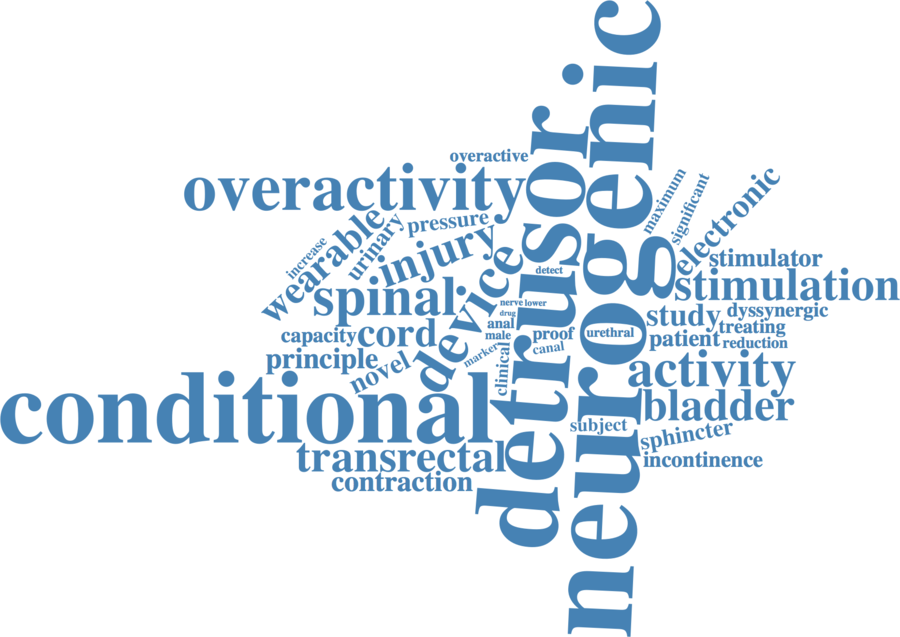 neurogenic
detrusor
overactive
overactivity
maximum
significant
electronic
wearable
increase
urinary
pressure
injury
stimulator
stimulation
spinal
device
detect
nerve
lower
drug
anal
male
proof
urethral
study
dyssynergic
treating
patient
reduction
capacity
cord
principle
novel
marker
canal
clinical
activity
conditional
bladder
subject
sphincter
incontinence
transrectal
contraction